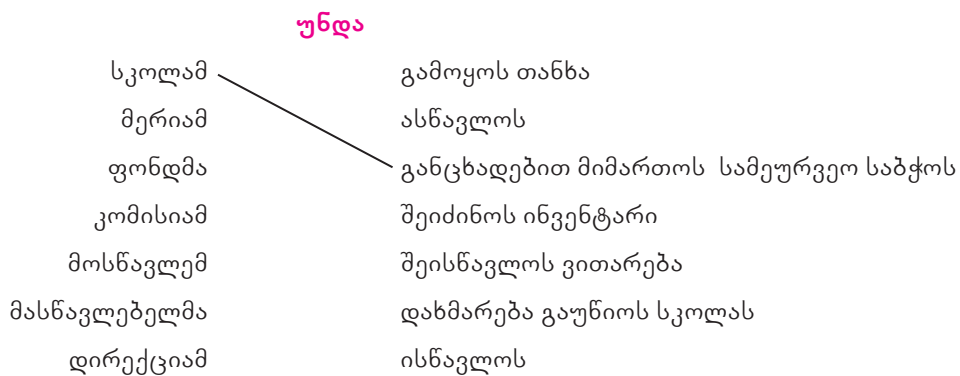 უნდა
სკოლამ გამოყოს თანხა
მერიამ ასწავლოს
ფონდმა განცხადებით მიმართოს სამეურვეო საბჭოს
კომისიამ შეიძინოს ინვენტარი
მოსწავლემ შეისწავლოს ვითარება
მასწავლებელმა დახმარება გაუწიოს სკოლას
დირექციამ ისწავლოს